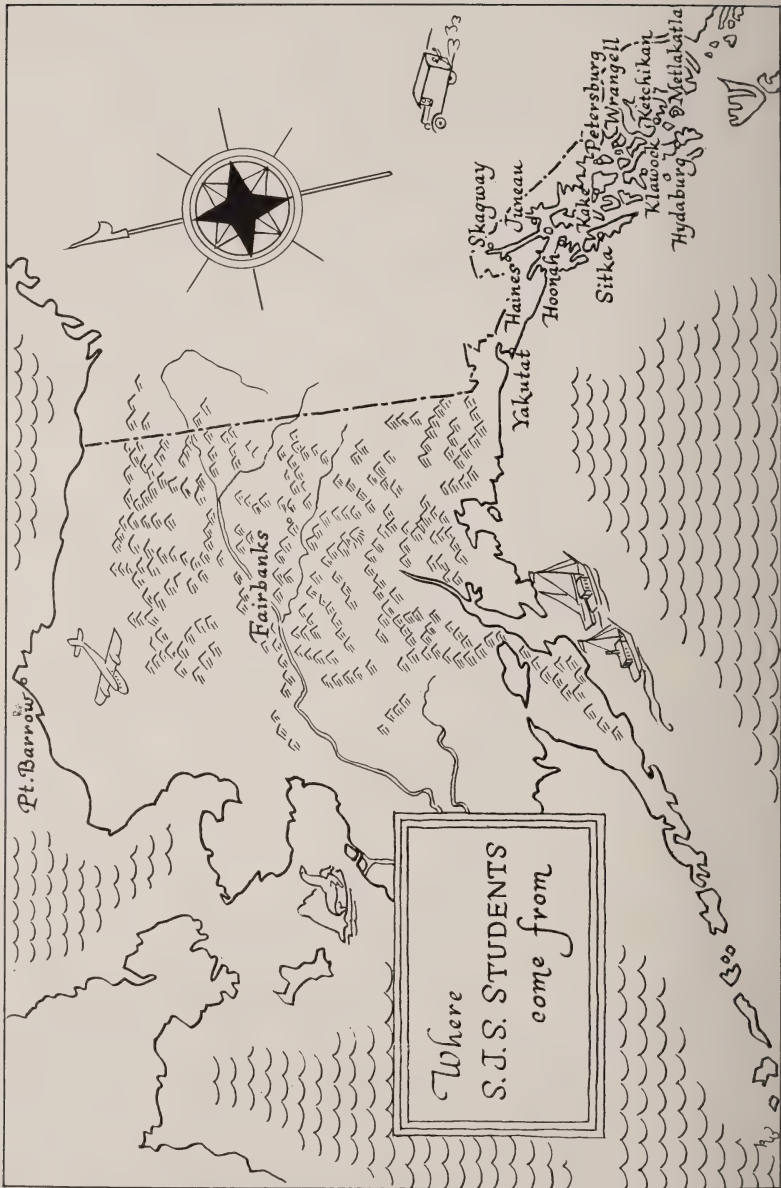 Pt. Barrow
Fairbanks
Skagway
Juneau
Haines
Hoonah
Yakutat
Sitka
Kake
Petersburg
Wrangell
Ketchikan
Klawock
Metlakatla
Hydaburg
Where
S.J.S. STUDENTS
come from